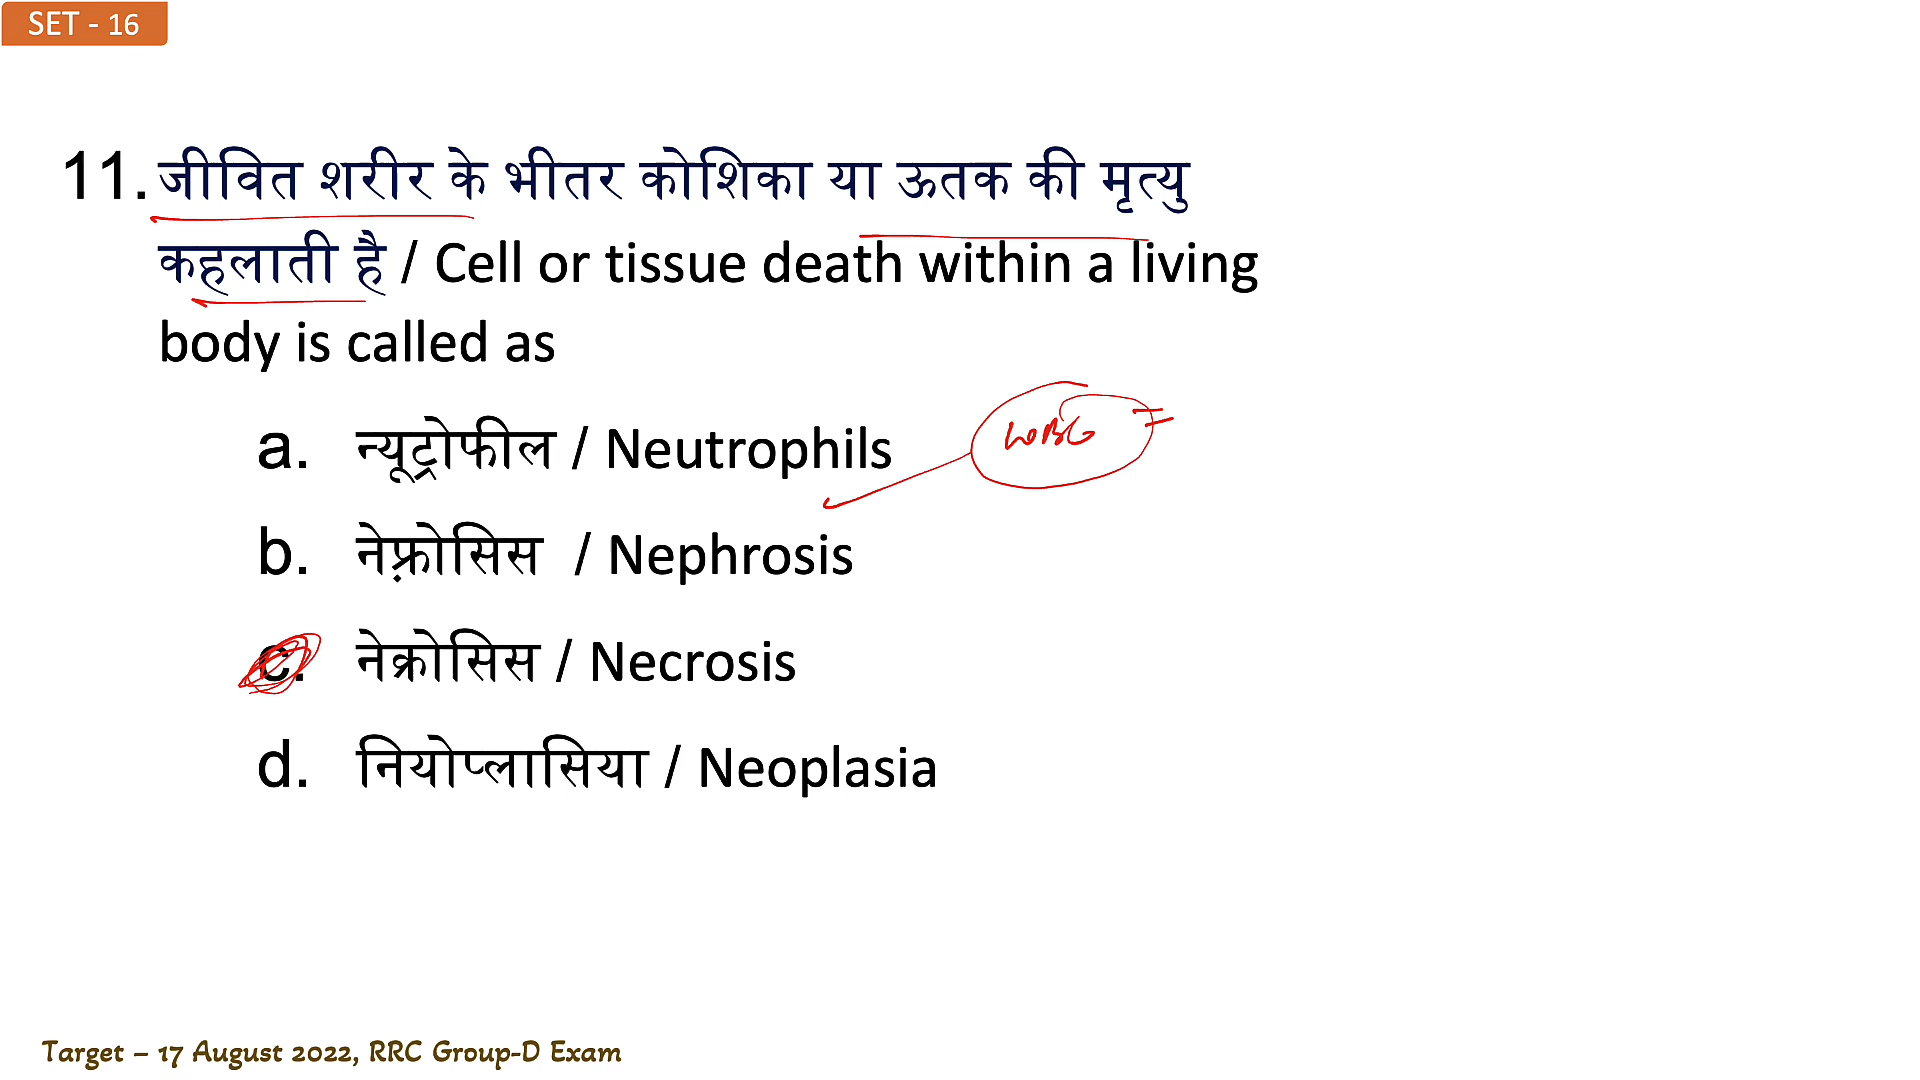 SET - 16
11. जीवित शरीर के भीतर कोशिका या ऊतक की मृत्यु
कहलाती है / Cell or tissue death within a living
body is called as
a. न्यूट्रोफील / Neutrophils
WBC
b. नेफ़्रोसिस / Nephrosis
c. नेक्रोसिस / Necrosis
d. नियोप्लासिया / Neoplasia
Target – 17 August 2022, RRC Group-D Exam